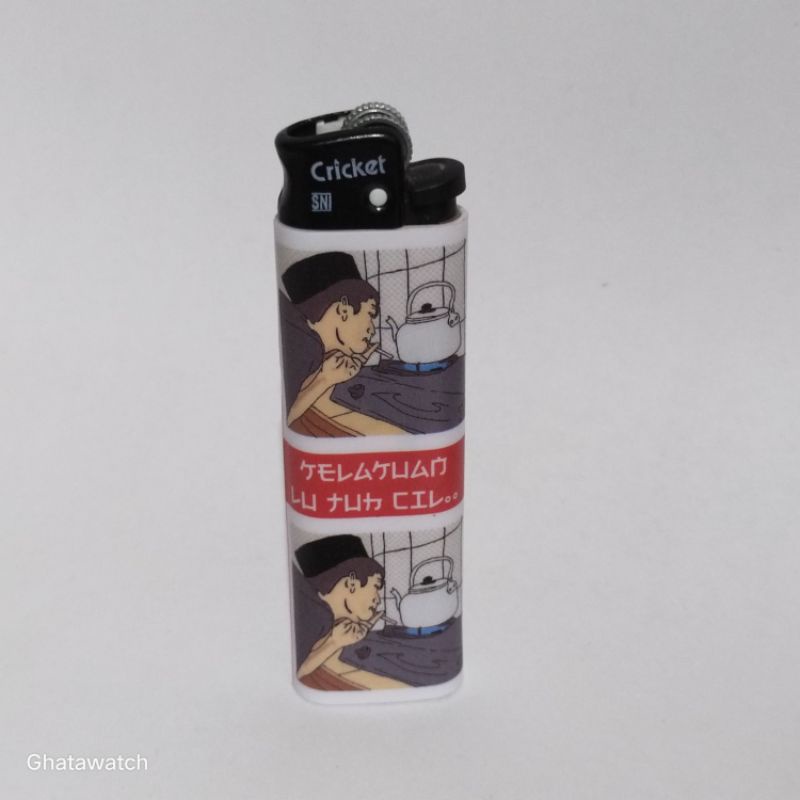 Cricket
SNI
KELAKUAN
LU TUH CIL..
Ghatawatch